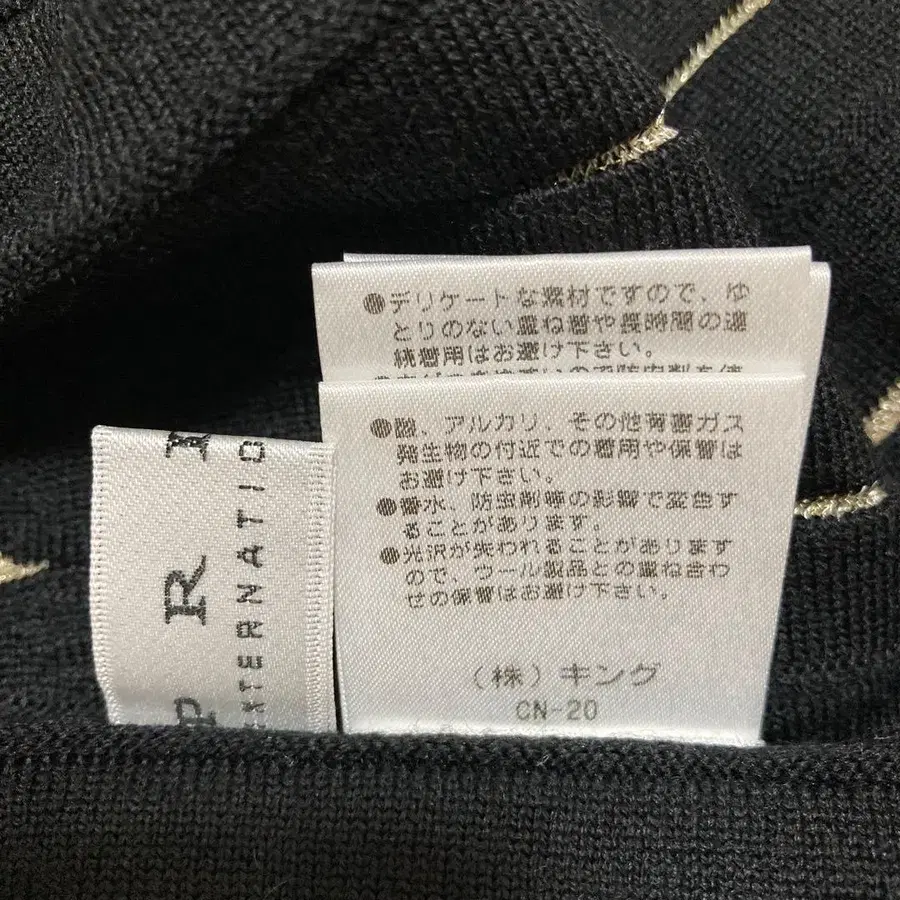 ●デリケートな素材ですので、ゆ
とりのない重ね着や長時間の連
続着用はお避け下さい。
●酸、アルカリ、その他有毒ガス
発生物の付近での着用や保管は
お避け下さい。
●香水、防虫剤等の影響で変色す
ることがあります。
●光沢が失われることがあります
ので、ウール製品との重ね合わ
せの保管はお避け下さい。
(株)キング
CN-20
P R
NTERNATIO